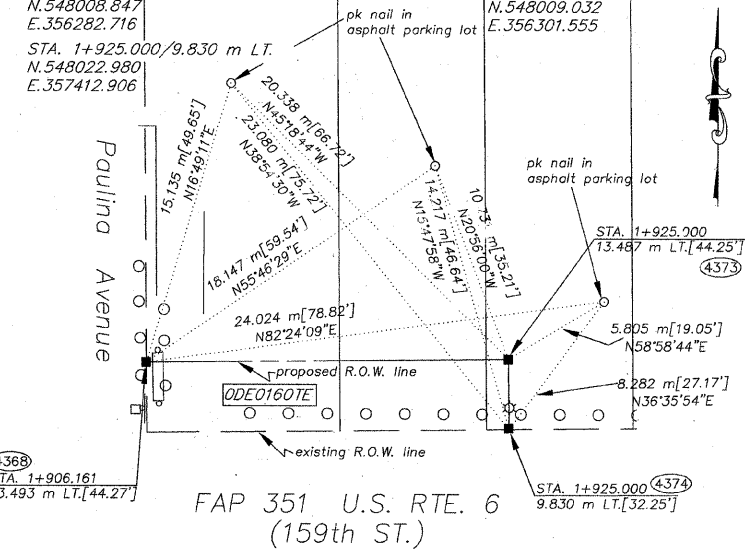 N.548008.847
E.356282.716
STA. 1+925.000/9.830 m LT.
N.548022.980
E.357412.906
pk nail in
asphalt parking lot
N.548009.032
E.356301.555
20.338 m[66.72']
N45°18'44"W
23.080 m[75.72']
N38°54'30"W
15.135 m[49.65']
N16°49'11"E
Paulina Avenue
pk nail in
asphalt parking lot
10.73 m[35.21']
N20°56'00"W
14.217 m[46.64']
N15°47'58"W
18.147 m[59.54']
N55°46'29"E
STA. 1+925.000
13.487 m LT.[44.25']
4373
24.024 m[78.82']
N82°24'09"E
5.805 m[19.05']
N58°58'44"E
proposed R.O.W. line
ODE0160TE
8.282 m[27.17']
N36°35'54"E
existing R.O.W. line
4368
TA. 1+906.161
3.493 m LT.[44.27']
FAP 351 U.S. RTE. 6
(159th ST.)
STA. 1+925.000
4374
9.830 m LT.[32.25']